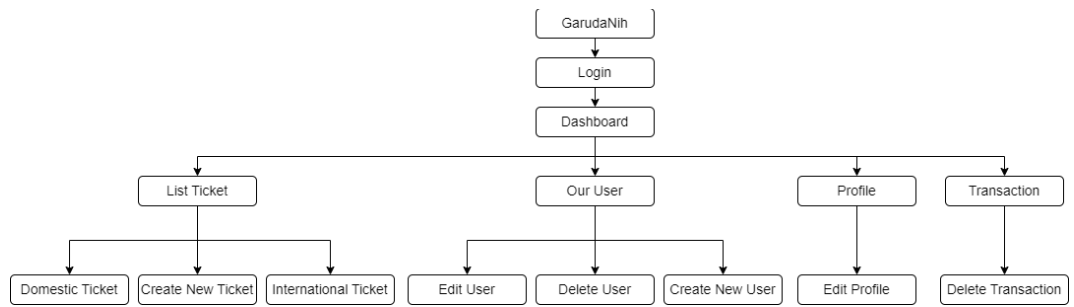 GarudaNih
Login
Dashboard
List Ticket
Our User
Profile
Transaction
Domestic Ticket
Create New Ticket
International Ticket
Edit User
Delete User
Create New User
Edit Profile
Delete Transaction